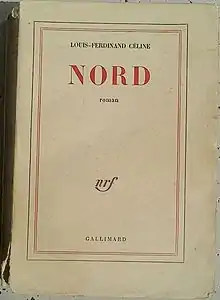 LOUIS-FERDINAND CÉLINE
NORD
roman
nrf
GALLIMARD